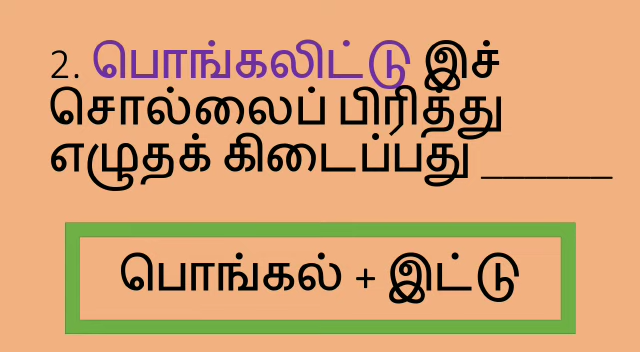 2. பொங்கலிட்டு இச்
சொல்லைப் பிரித்து
எழுதக் கிடைப்பது ______
பொங்கல் + இட்டு